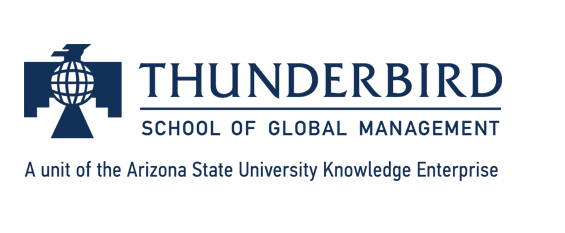 THUNDERBIRD
SCHOOL OF GLOBAL MANAGEMENT
A unit of the Arizona State University Knowledge Enterprise